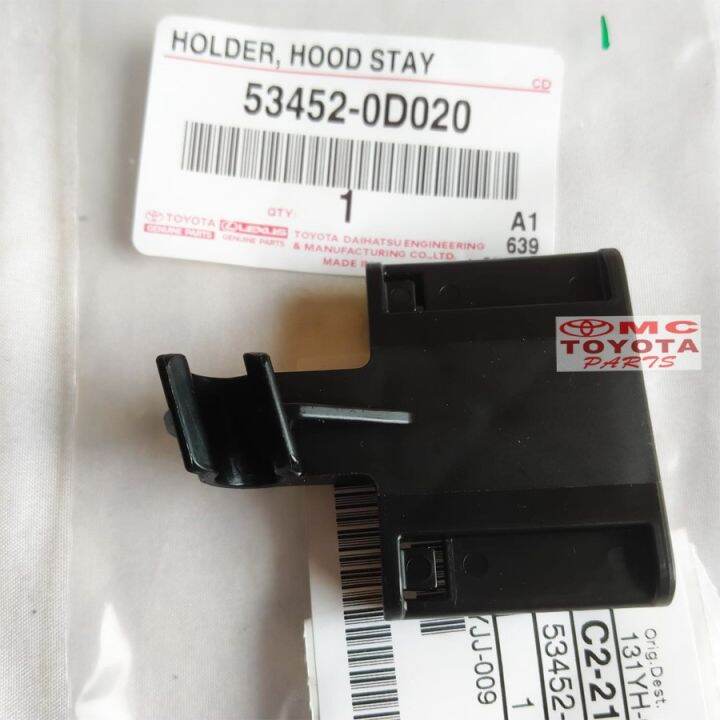 HOLDER, HOOD STAY
CD
53452-0D020
QTY
1
A1
639
TOYOTA
GENUINE PARTS
LEXUS
GENUINE PARTS
TOYOTA DAIHATSU ENGINEERING
& MANUFACTURING CO.,LTD.
MADE IN
MC
TOYOTA
PARTS
Orig.Dest.
131YH-
C2-21
53452-
1
YJJ-009